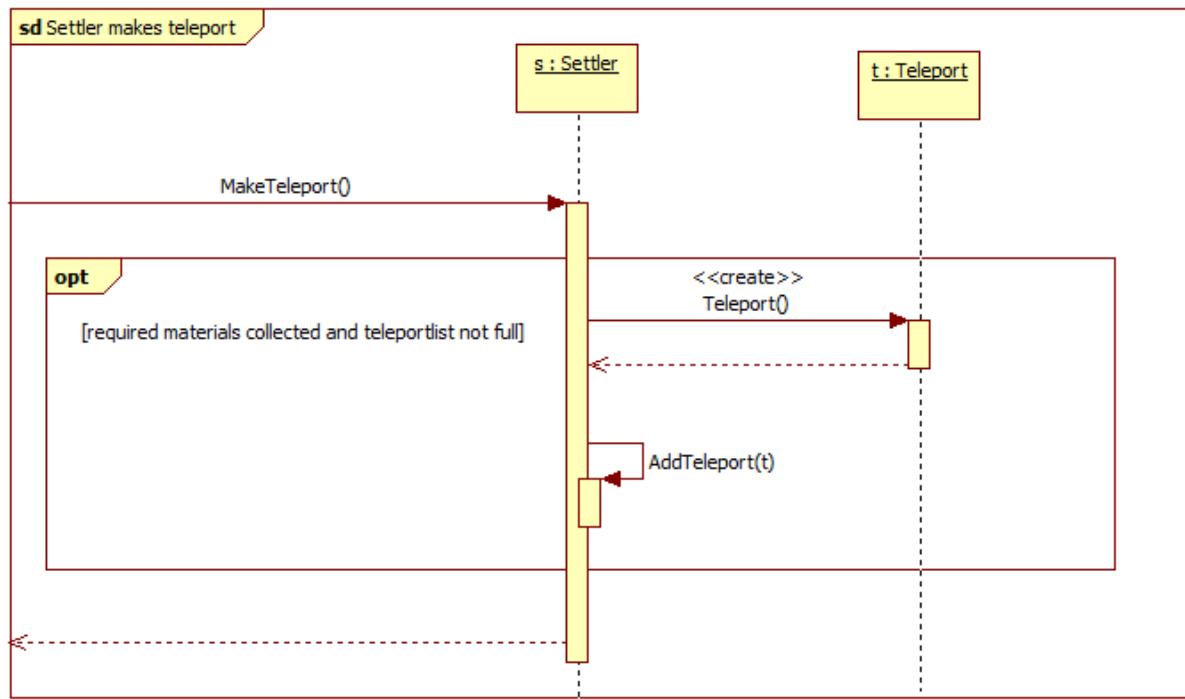 sd Settler makes teleport
s : Settler
t : Teleport
MakeTeleport()
opt
<<create>>
Teleport()
[required materials collected and teleportlist not full]
AddTeleport(t)